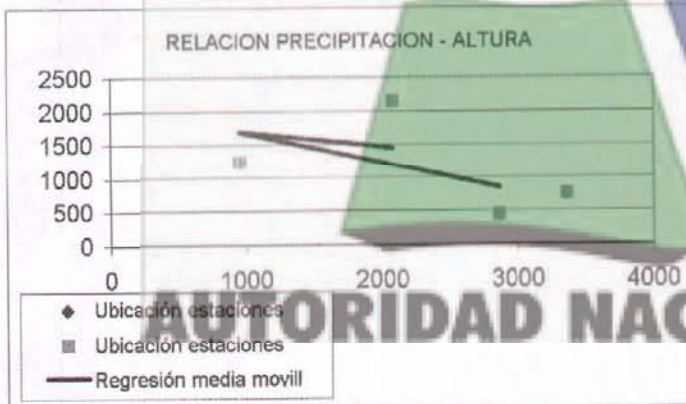 RELACION PRECIPITACION - ALTURA
2500
2000
1500
1000
500
0
0 1000 2000 3000 4000
Ubicación estaciones
Ubicación estaciones
Regresión media movill
AUTORIDAD NAC